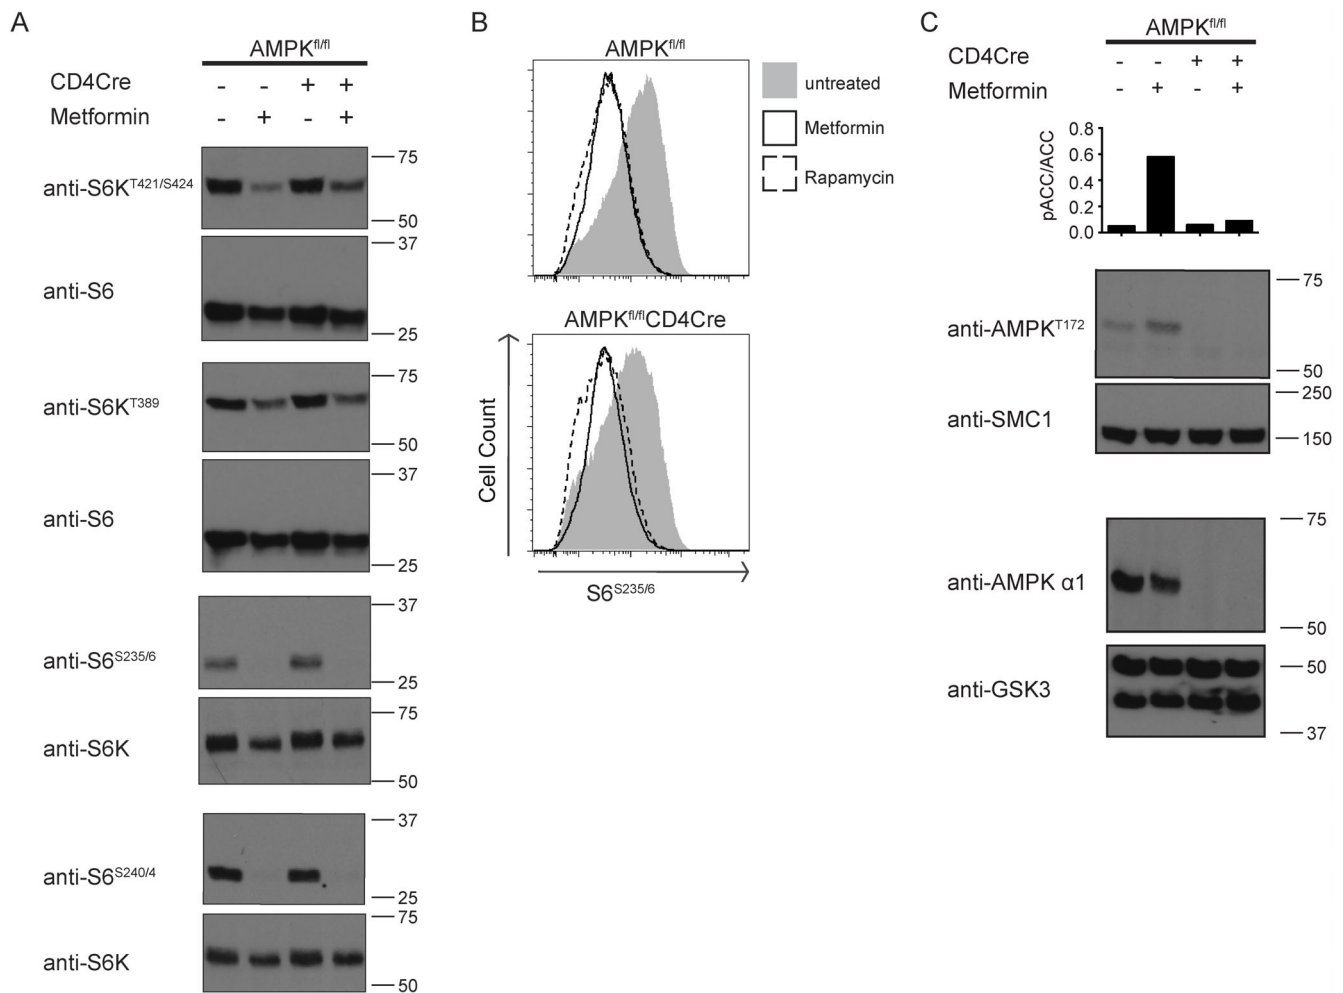 A
AMPKfl/fl
CD4Cre - - + +
Metformin - + - +
anti-S6KT421/S424
75
50
anti-S6
37
25
anti-S6KT389
75
50
anti-S6
37
25
anti-S6S235/6
37
25
anti-S6K
75
50
anti-S6S240/4
37
25
anti-S6K
75
50
B
AMPKfl/fl
untreated
Metformin
Rapamycin
AMPKfl/flCD4Cre
Cell Count
S6S235/6
C
AMPKfl/fl
CD4Cre - - + +
Metformin - + - +
pACC/ACC
0.8
0.6
0.4
0.2
0.0
anti-AMPKT172
75
50
anti-SMC1
250
150
anti-AMPK α1
75
50
anti-GSK3
50
37